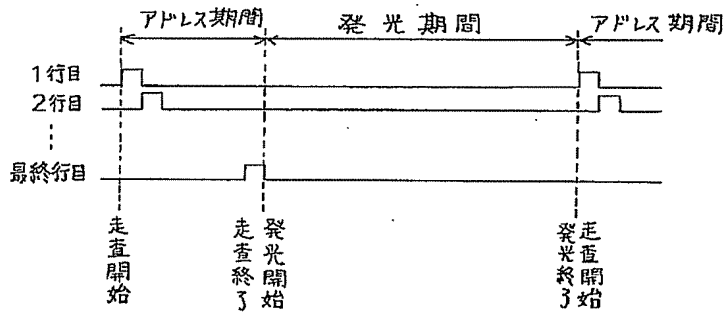 アドレス期間
発光期間
アドレス期間
1行目
2行目
最終行目
走査開始
走査終了
発光開始
発光終了
走査開始